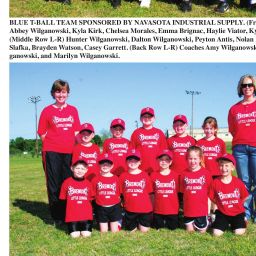 BLUE T-BALL TEAM SPONSORED BY NAVASOTA INDUSTRIAL SUPPLY. (Fr
Abbey Wilganowski, Kyla Kirk, Chelsea Morales, Emma Brignac, Haylie Viator, Ky
(Middle Row L-R) Hunter Wilganowski, Dalton Wilganowski, Peyton Antis, Nolan
Slafka, Brayden Watson, Casey Garrett. (Back Row L-R) Coaches Amy Wilganowsk
ganowski, and Marilyn Wilganowski.